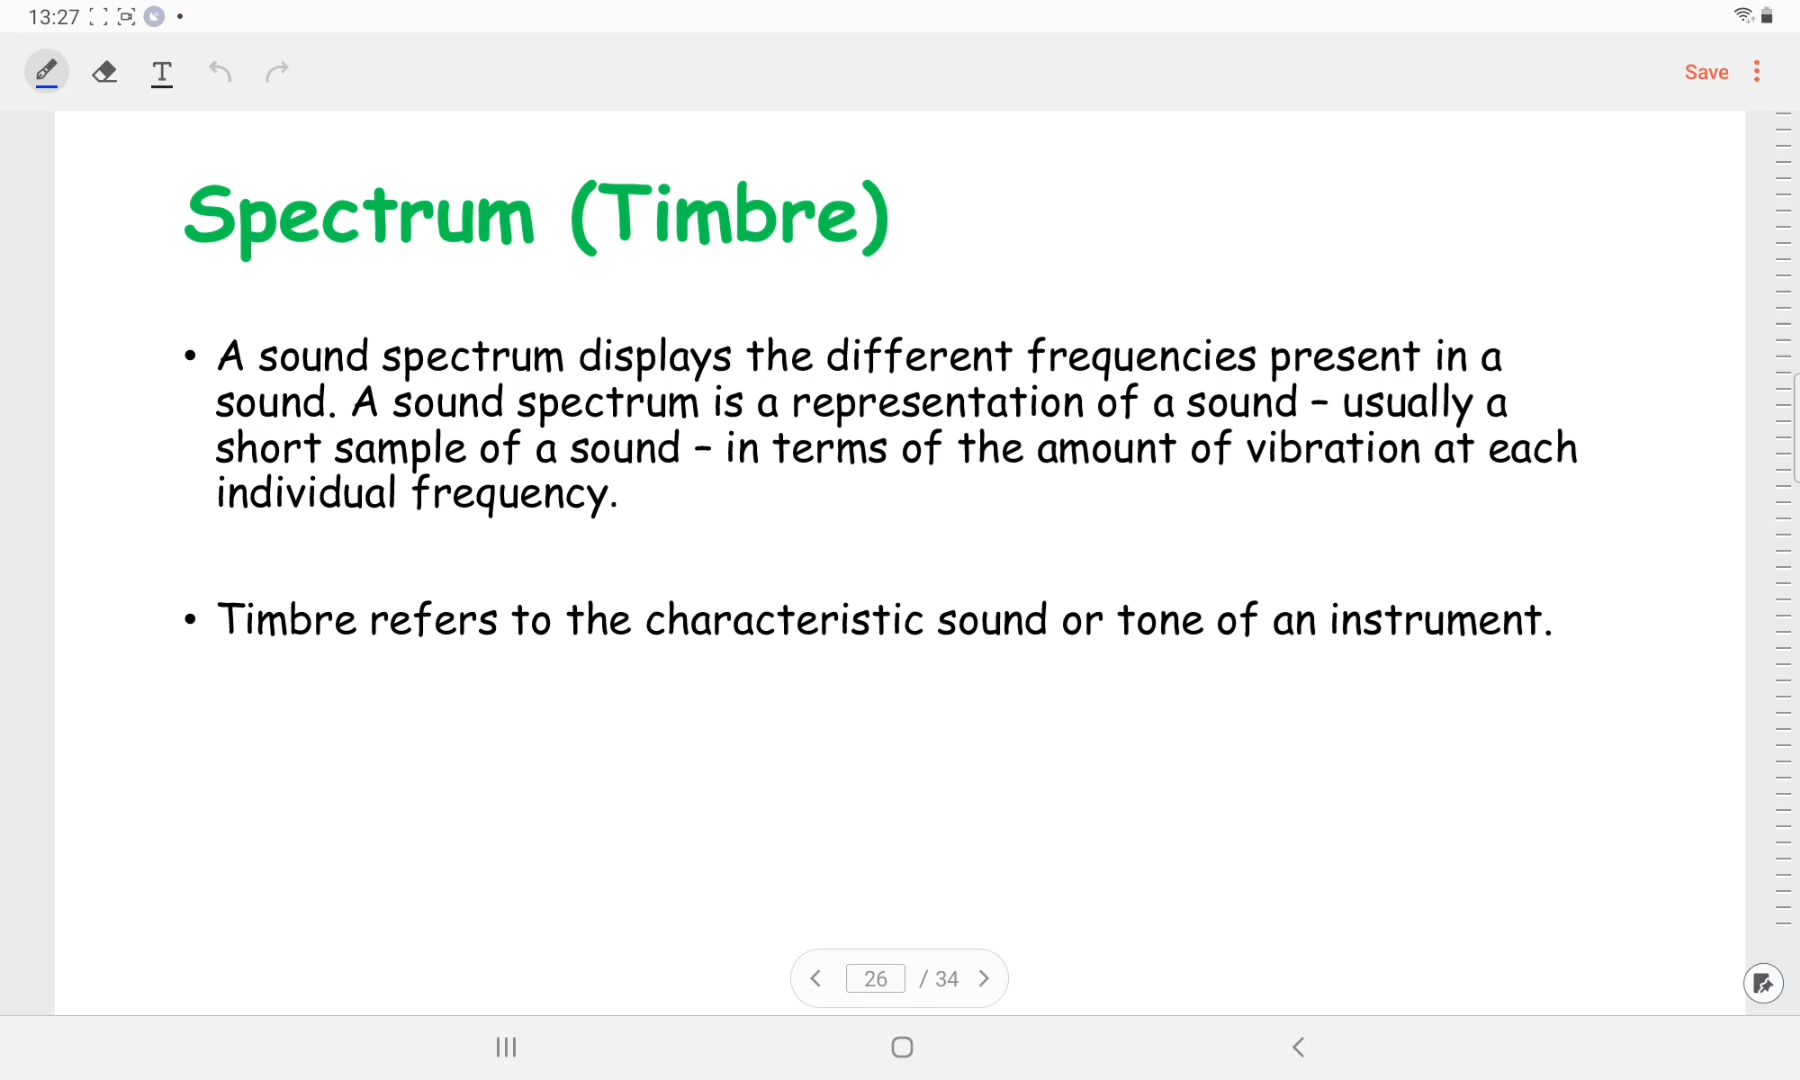 13:27
T
Save
Spectrum (Timbre)
• A sound spectrum displays the different frequencies present in a
sound. A sound spectrum is a representation of a sound – usually a
short sample of a sound – in terms of the amount of vibration at each
individual frequency.
• Timbre refers to the characteristic sound or tone of an instrument.
26 / 34